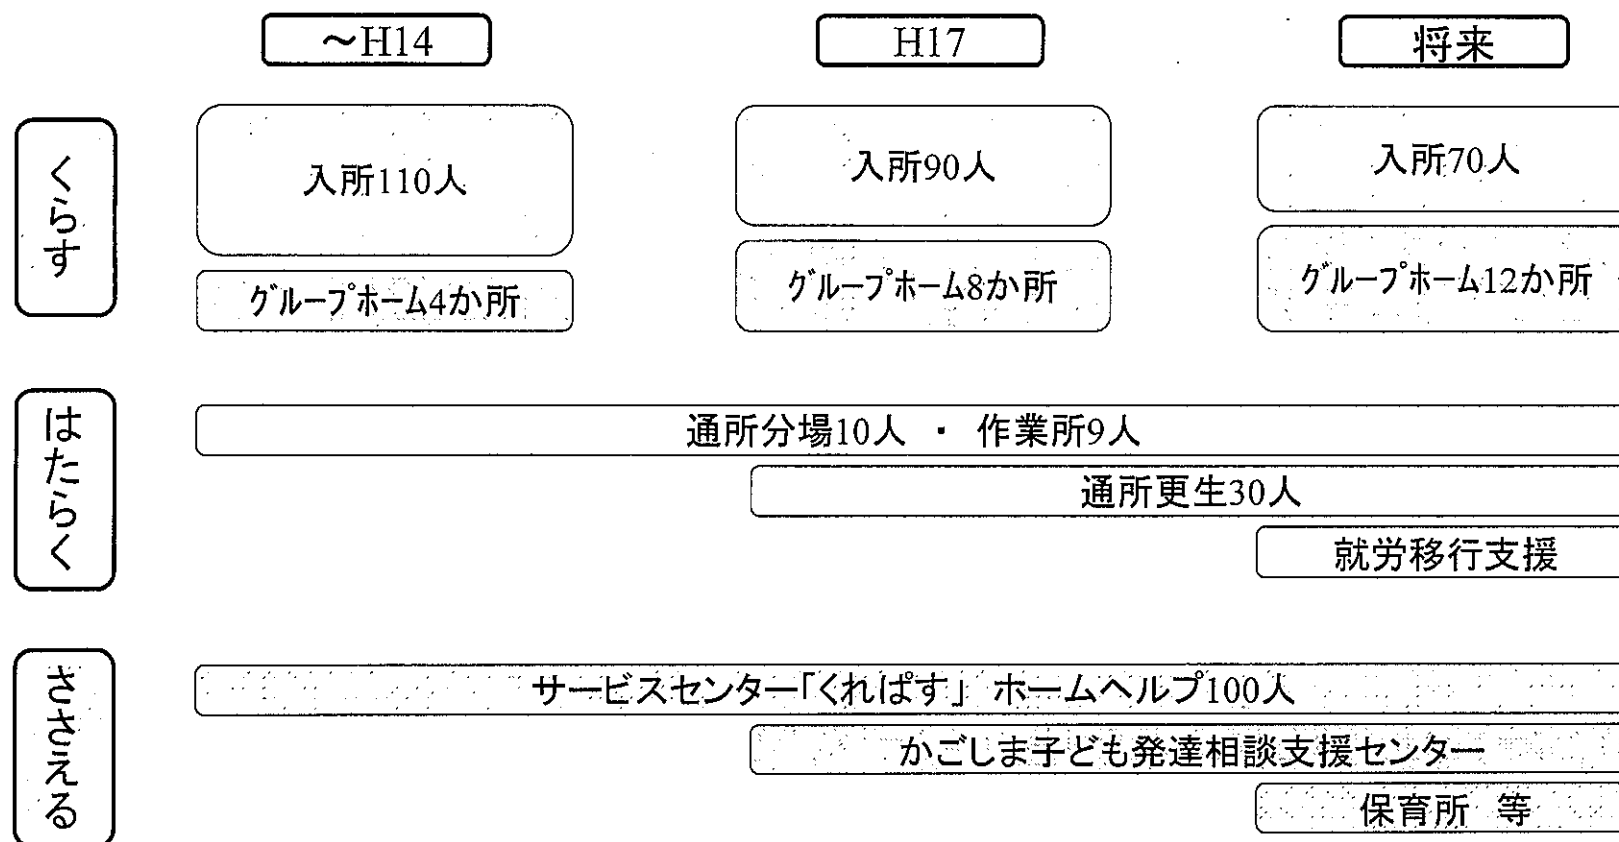 ～H14
H17
将来
くらす
入所110人
入所90人
入所70人
グループホーム4か所
グループホーム8か所
グループホーム12か所
はたらく
通所分場10人 ・ 作業所9人
通所更生30人
就労移行支援
ささえる
サービスセンター「くれぱす」 ホームヘルプ100人
かごしま子ども発達相談支援センター
保育所 等